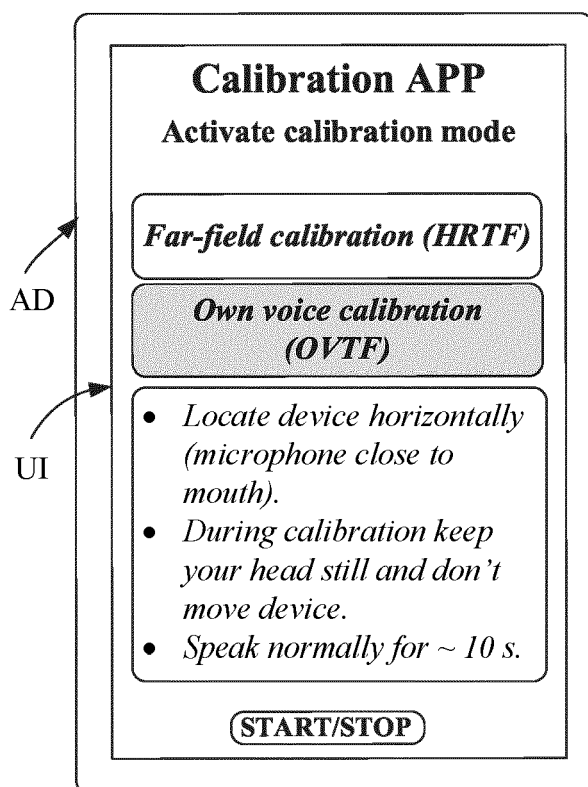 Calibration APP
Activate calibration mode
Far-field calibration (HRTF)
AD
Own voice calibration
(OVTF)
UI
• Locate device horizontally
(microphone close to
mouth).
• During calibration keep
your head still and don’t
move device.
• Speak normally for ~ 10 s.
START/STOP